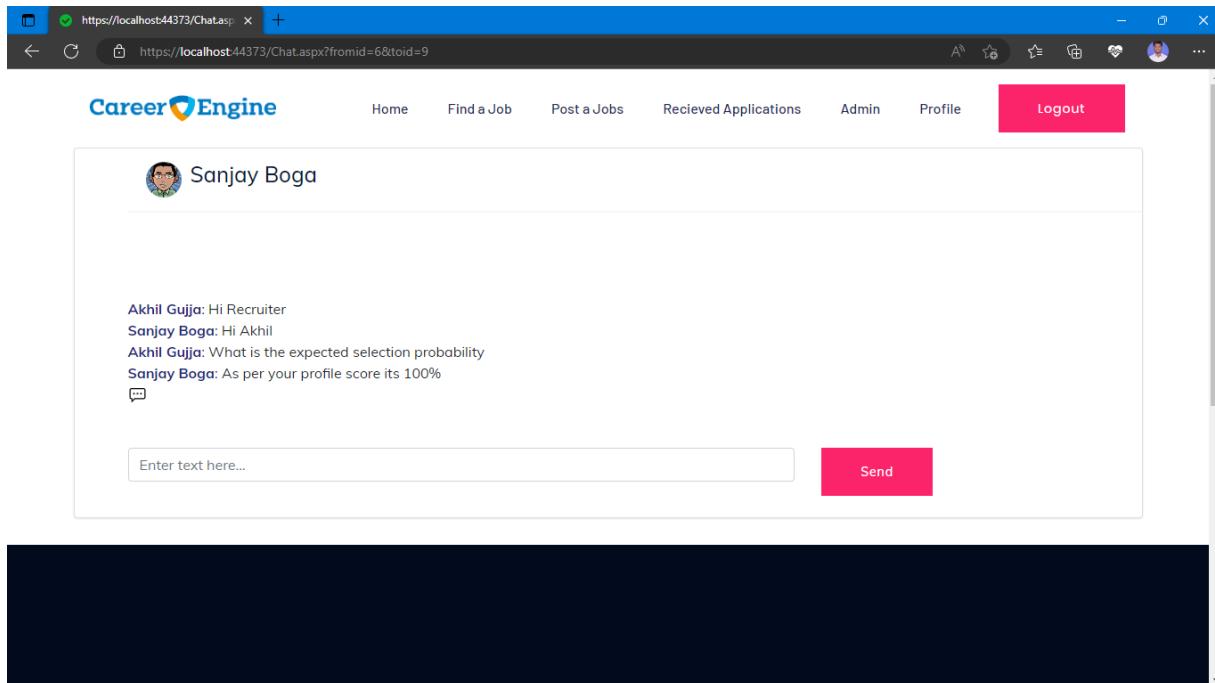 https://localhost:44373/Chat.asp
https://localhost:44373/Chat.aspx?fromid=6&toid=9
Career Engine
Home Find a Job Post a Jobs Recieved Applications Admin Profile Logout
Sanjay Boga
Akhil Gujja: Hi Recruiter
Sanjay Boga: Hi Akhil
Akhil Gujja: What is the expected selection probability
Sanjay Boga: As per your profile score its 100%
Enter text here...
Send